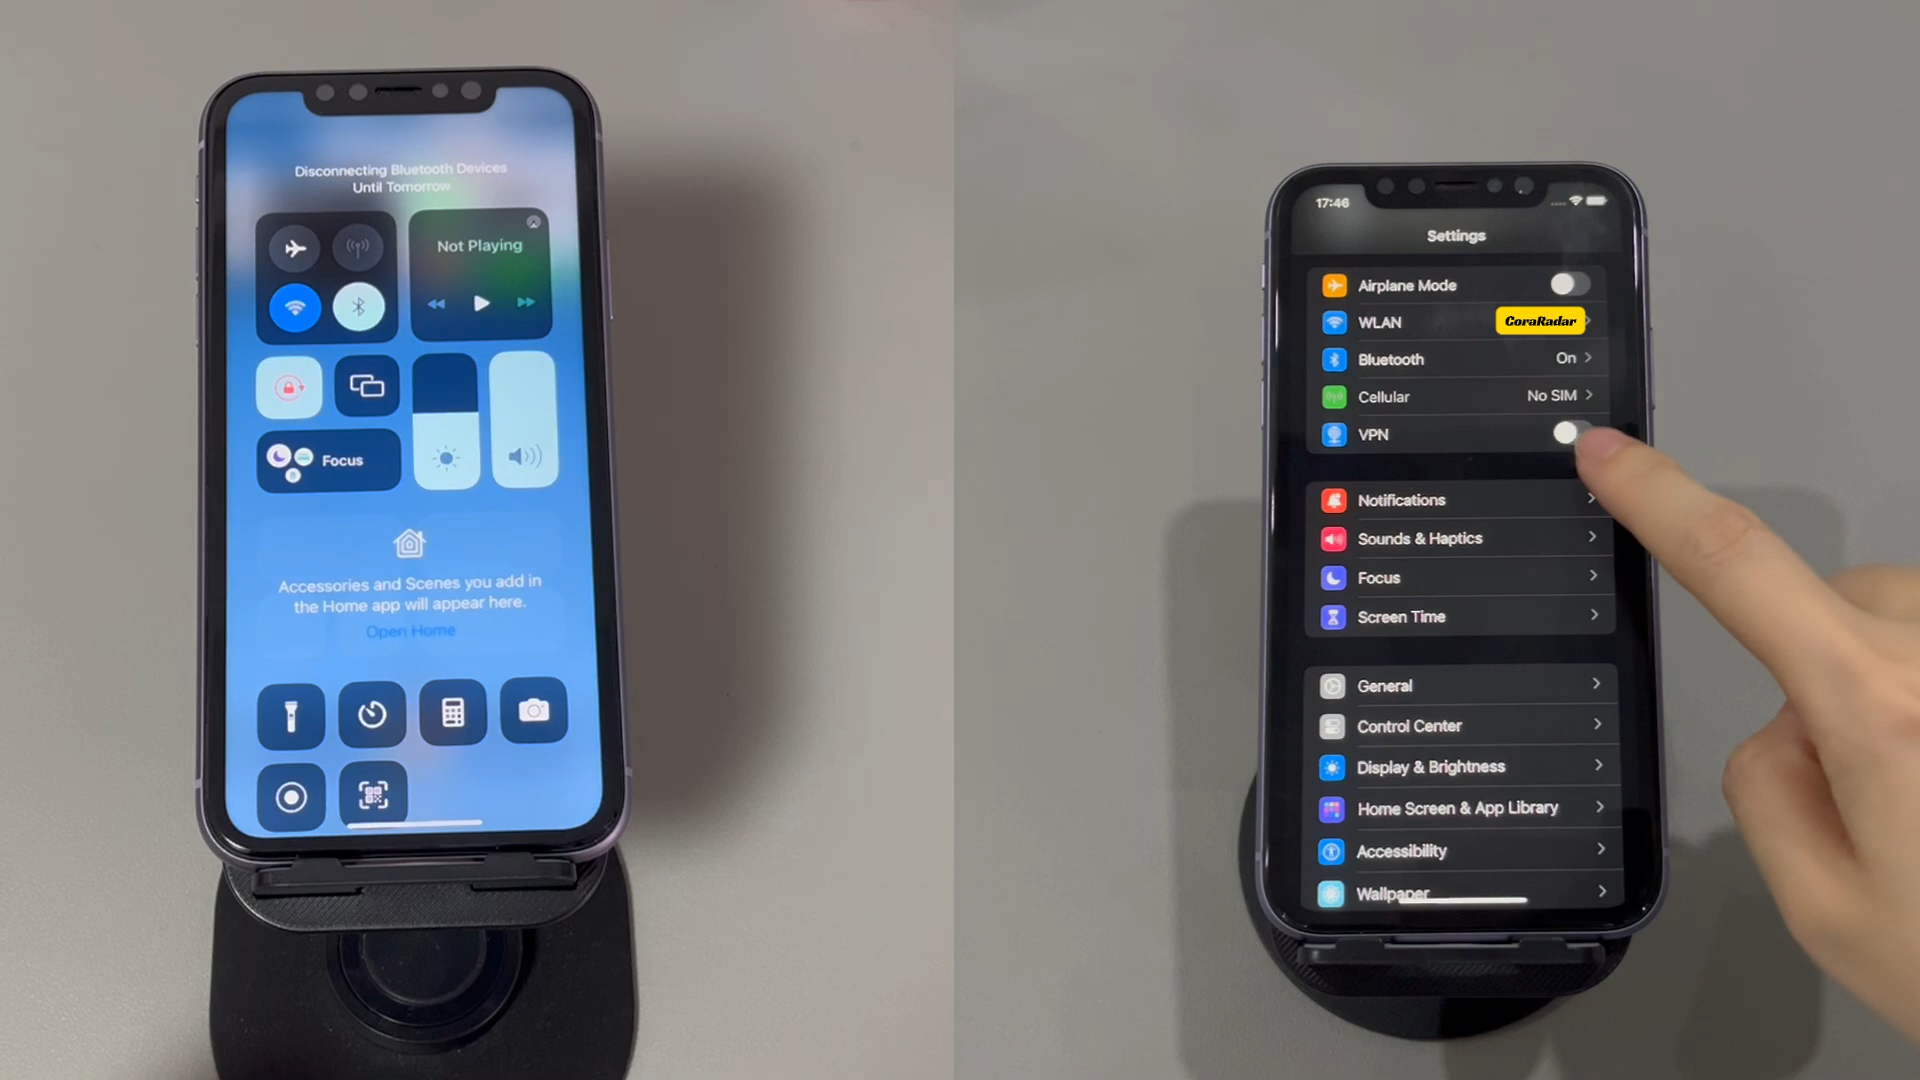 Disconnecting Bluetooth Devices
Until Tomorrow
Not Playing
Focus
Accessories and Scenes you add in
the Home app will appear here.
Open Home
17:46
Settings
Airplane Mode
WLAN CoraRadar
Bluetooth On
Cellular No SIM
VPN
Notifications
Sounds & Haptics
Focus
Screen Time
General
Control Center
Display & Brightness
Home Screen & App Library
Accessibility
Wallpaper